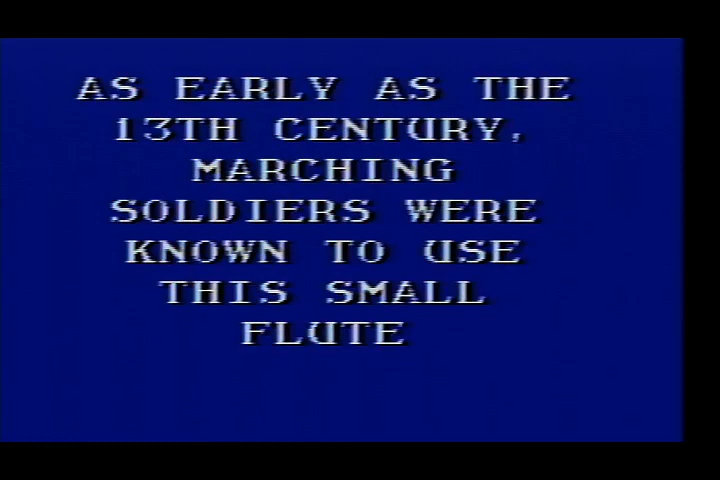 AS EARLY AS THE
13TH CENTURY,
MARCHING
SOLDIERS WERE
KNOWN TO USE
THIS SMALL
FLUTE